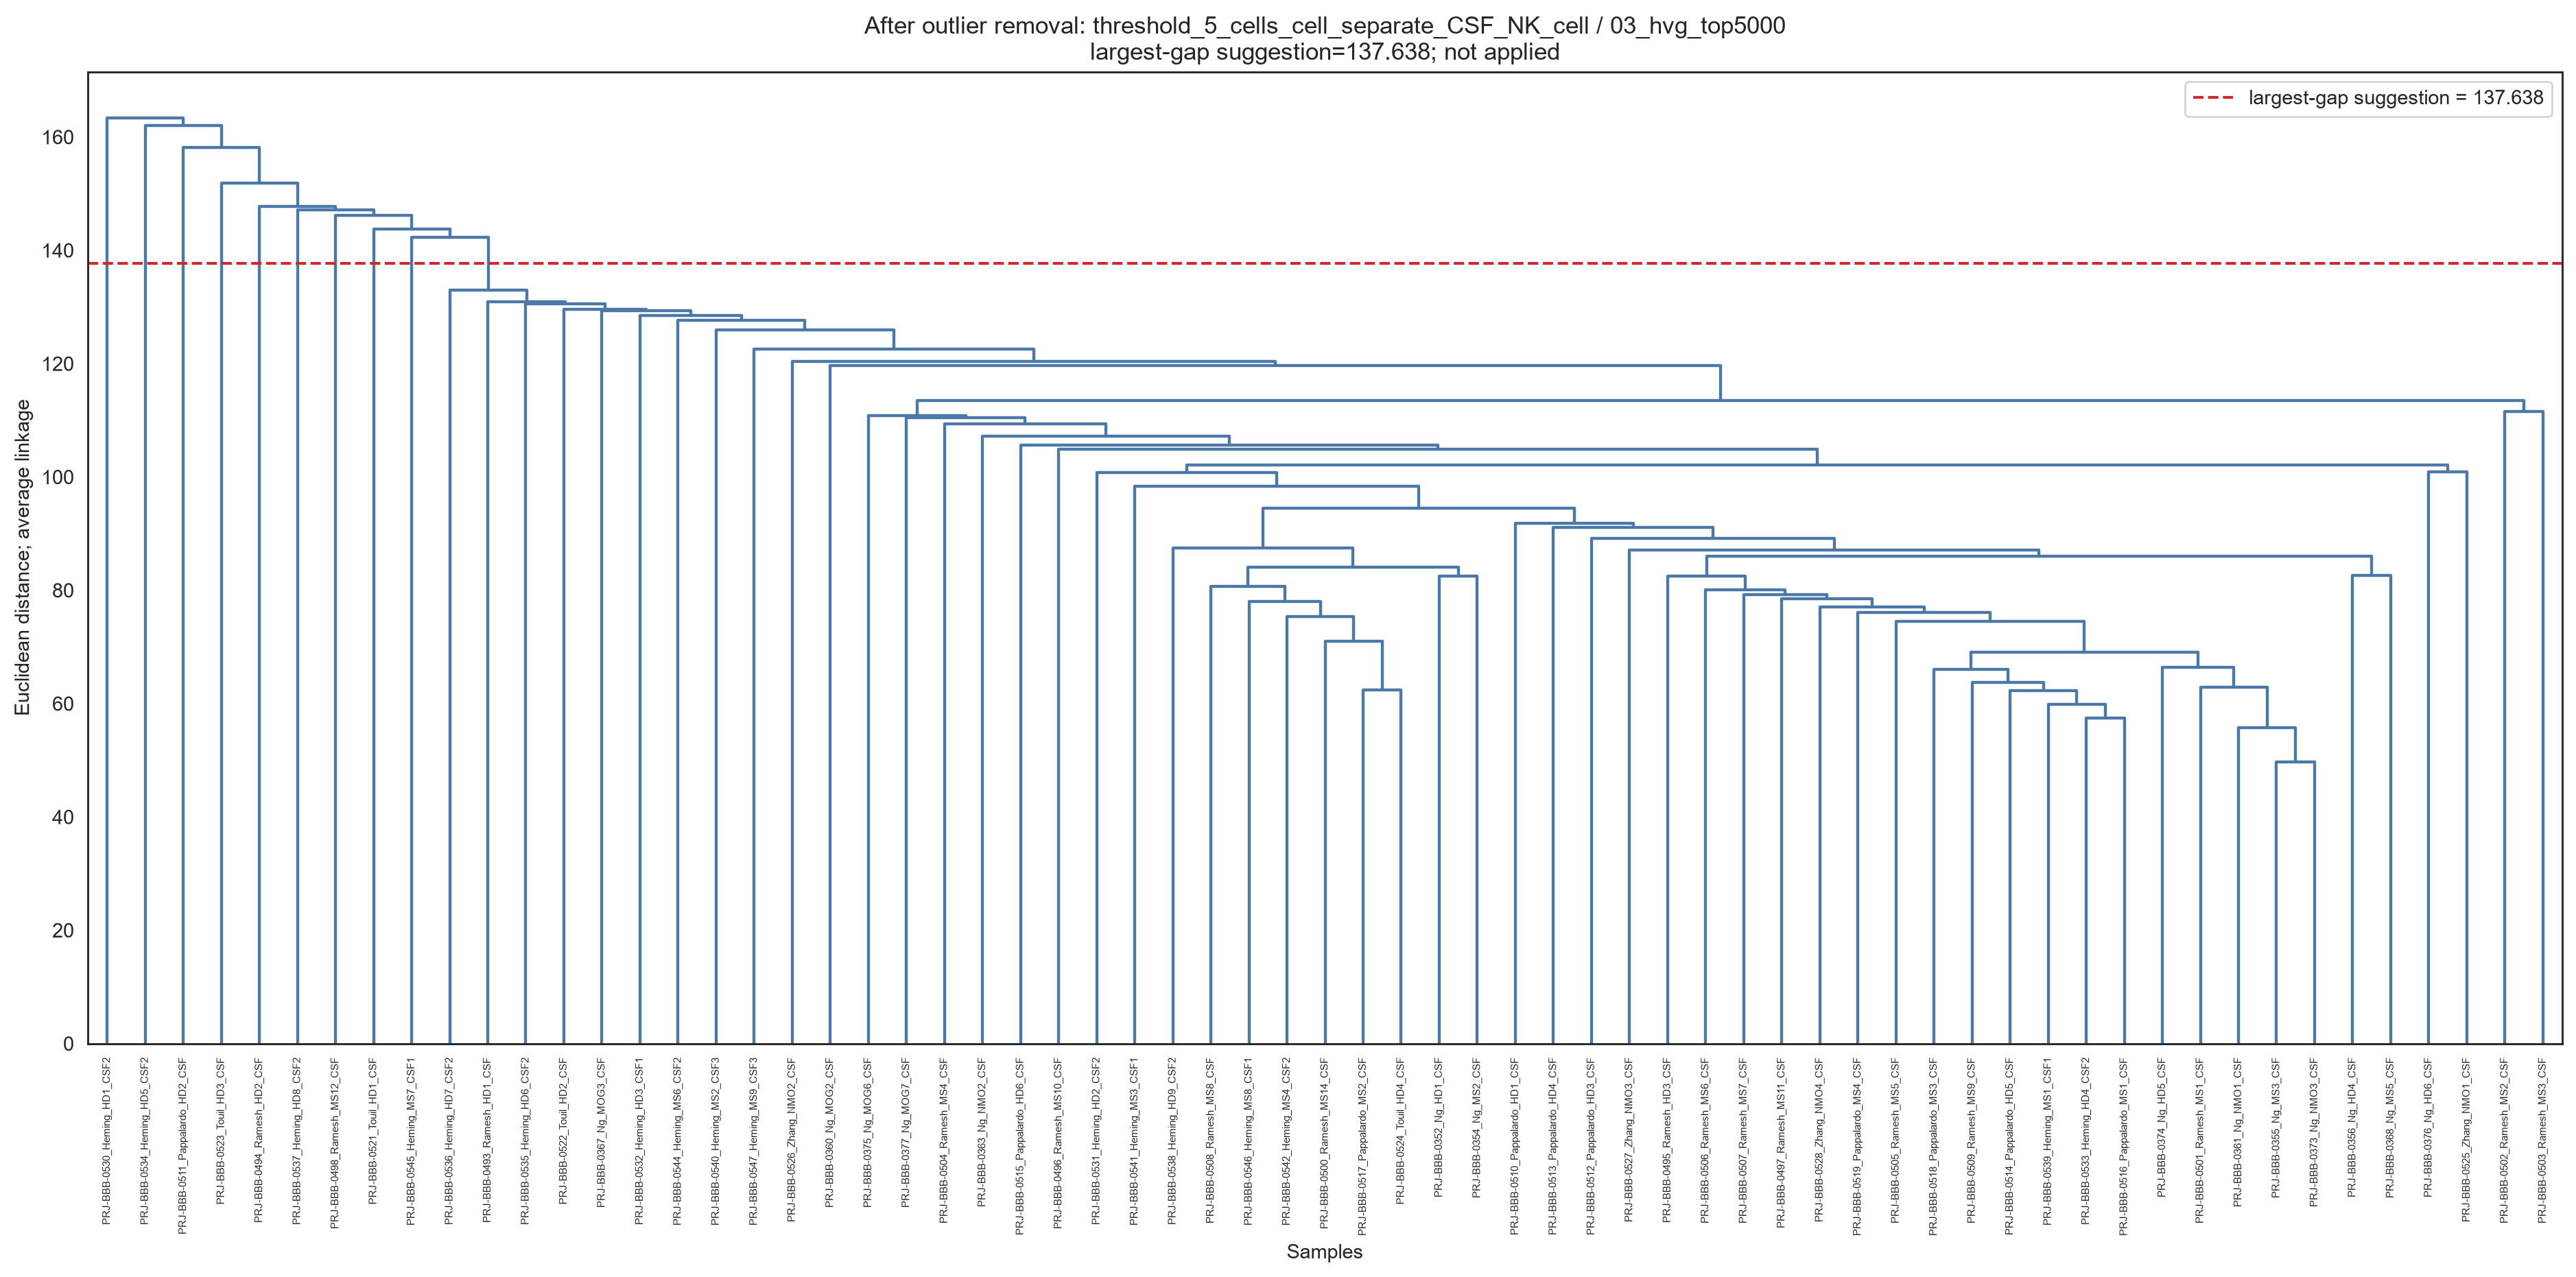 After outlier removal: threshold_5_cells_cell_separate_CSF_NK_cell / 03_hvg_top5000
largest-gap suggestion=137.638; not applied
largest-gap suggestion = 137.638
Euclidean distance; average linkage
160
140
120
100
80
60
40
20
0
PRJ-BBB-0530_Heming_HD1_CSF2
PRJ-BBB-0534_Heming_HD5_CSF2
PRJ-BBB-0511_Pappalardo_HD2_CSF
PRJ-BBB-0523_Touil_HD3_CSF
PRJ-BBB-0494_Ramesh_HD2_CSF
PRJ-BBB-0537_Heming_HD8_CSF2
PRJ-BBB-0498_Ramesh_MS12_CSF
PRJ-BBB-0521_Touil_HD1_CSF
PRJ-BBB-0545_Heming_MS7_CSF1
PRJ-BBB-0536_Heming_HD7_CSF2
PRJ-BBB-0493_Ramesh_HD1_CSF
PRJ-BBB-0535_Heming_HD6_CSF2
PRJ-BBB-0522_Touil_HD2_CSF
PRJ-BBB-0367_Ng_MOG3_CSF
PRJ-BBB-0532_Heming_HD3_CSF1
PRJ-BBB-0544_Heming_MS6_CSF2
PRJ-BBB-0540_Heming_MS2_CSF3
PRJ-BBB-0547_Heming_MS9_CSF3
PRJ-BBB-0526_Zhang_NMO2_CSF
PRJ-BBB-0360_Ng_MOG2_CSF
PRJ-BBB-0375_Ng_MOG6_CSF
PRJ-BBB-0377_Ng_MOG7_CSF
PRJ-BBB-0504_Ramesh_MS4_CSF
PRJ-BBB-0363_Ng_NMO2_CSF
PRJ-BBB-0515_Pappalardo_HD6_CSF
PRJ-BBB-0496_Ramesh_MS10_CSF
PRJ-BBB-0531_Heming_HD2_CSF2
PRJ-BBB-0541_Heming_MS3_CSF1
PRJ-BBB-0538_Heming_HD9_CSF2
PRJ-BBB-0508_Ramesh_MS8_CSF
PRJ-BBB-0546_Heming_MS8_CSF1
PRJ-BBB-0542_Heming_MS4_CSF2
PRJ-BBB-0500_Ramesh_MS14_CSF
PRJ-BBB-0517_Pappalardo_MS2_CSF
PRJ-BBB-0524_Touil_HD4_CSF
PRJ-BBB-0352_Ng_HD1_CSF
PRJ-BBB-0354_Ng_MS2_CSF
PRJ-BBB-0510_Pappalardo_HD1_CSF
PRJ-BBB-0513_Pappalardo_HD4_CSF
PRJ-BBB-0512_Pappalardo_HD3_CSF
PRJ-BBB-0527_Zhang_NMO3_CSF
PRJ-BBB-0495_Ramesh_HD3_CSF
PRJ-BBB-0506_Ramesh_MS6_CSF
PRJ-BBB-0507_Ramesh_MS7_CSF
PRJ-BBB-0497_Ramesh_MS11_CSF
PRJ-BBB-0528_Zhang_NMO4_CSF
PRJ-BBB-0519_Pappalardo_MS4_CSF
PRJ-BBB-0505_Ramesh_MS5_CSF
PRJ-BBB-0518_Pappalardo_MS3_CSF
PRJ-BBB-0509_Ramesh_MS9_CSF
PRJ-BBB-0514_Pappalardo_HD5_CSF
PRJ-BBB-0539_Heming_MS1_CSF1
PRJ-BBB-0533_Heming_HD4_CSF2
PRJ-BBB-0516_Pappalardo_MS1_CSF
PRJ-BBB-0374_Ng_HD5_CSF
PRJ-BBB-0501_Ramesh_MS1_CSF
PRJ-BBB-0361_Ng_NMO1_CSF
PRJ-BBB-0355_Ng_MS3_CSF
PRJ-BBB-0373_Ng_NMO3_CSF
PRJ-BBB-0356_Ng_HD4_CSF
PRJ-BBB-0368_Ng_MS5_CSF
PRJ-BBB-0376_Ng_HD6_CSF
PRJ-BBB-0525_Zhang_NMO1_CSF
PRJ-BBB-0502_Ramesh_MS2_CSF
PRJ-BBB-0503_Ramesh_MS3_CSF
Samples